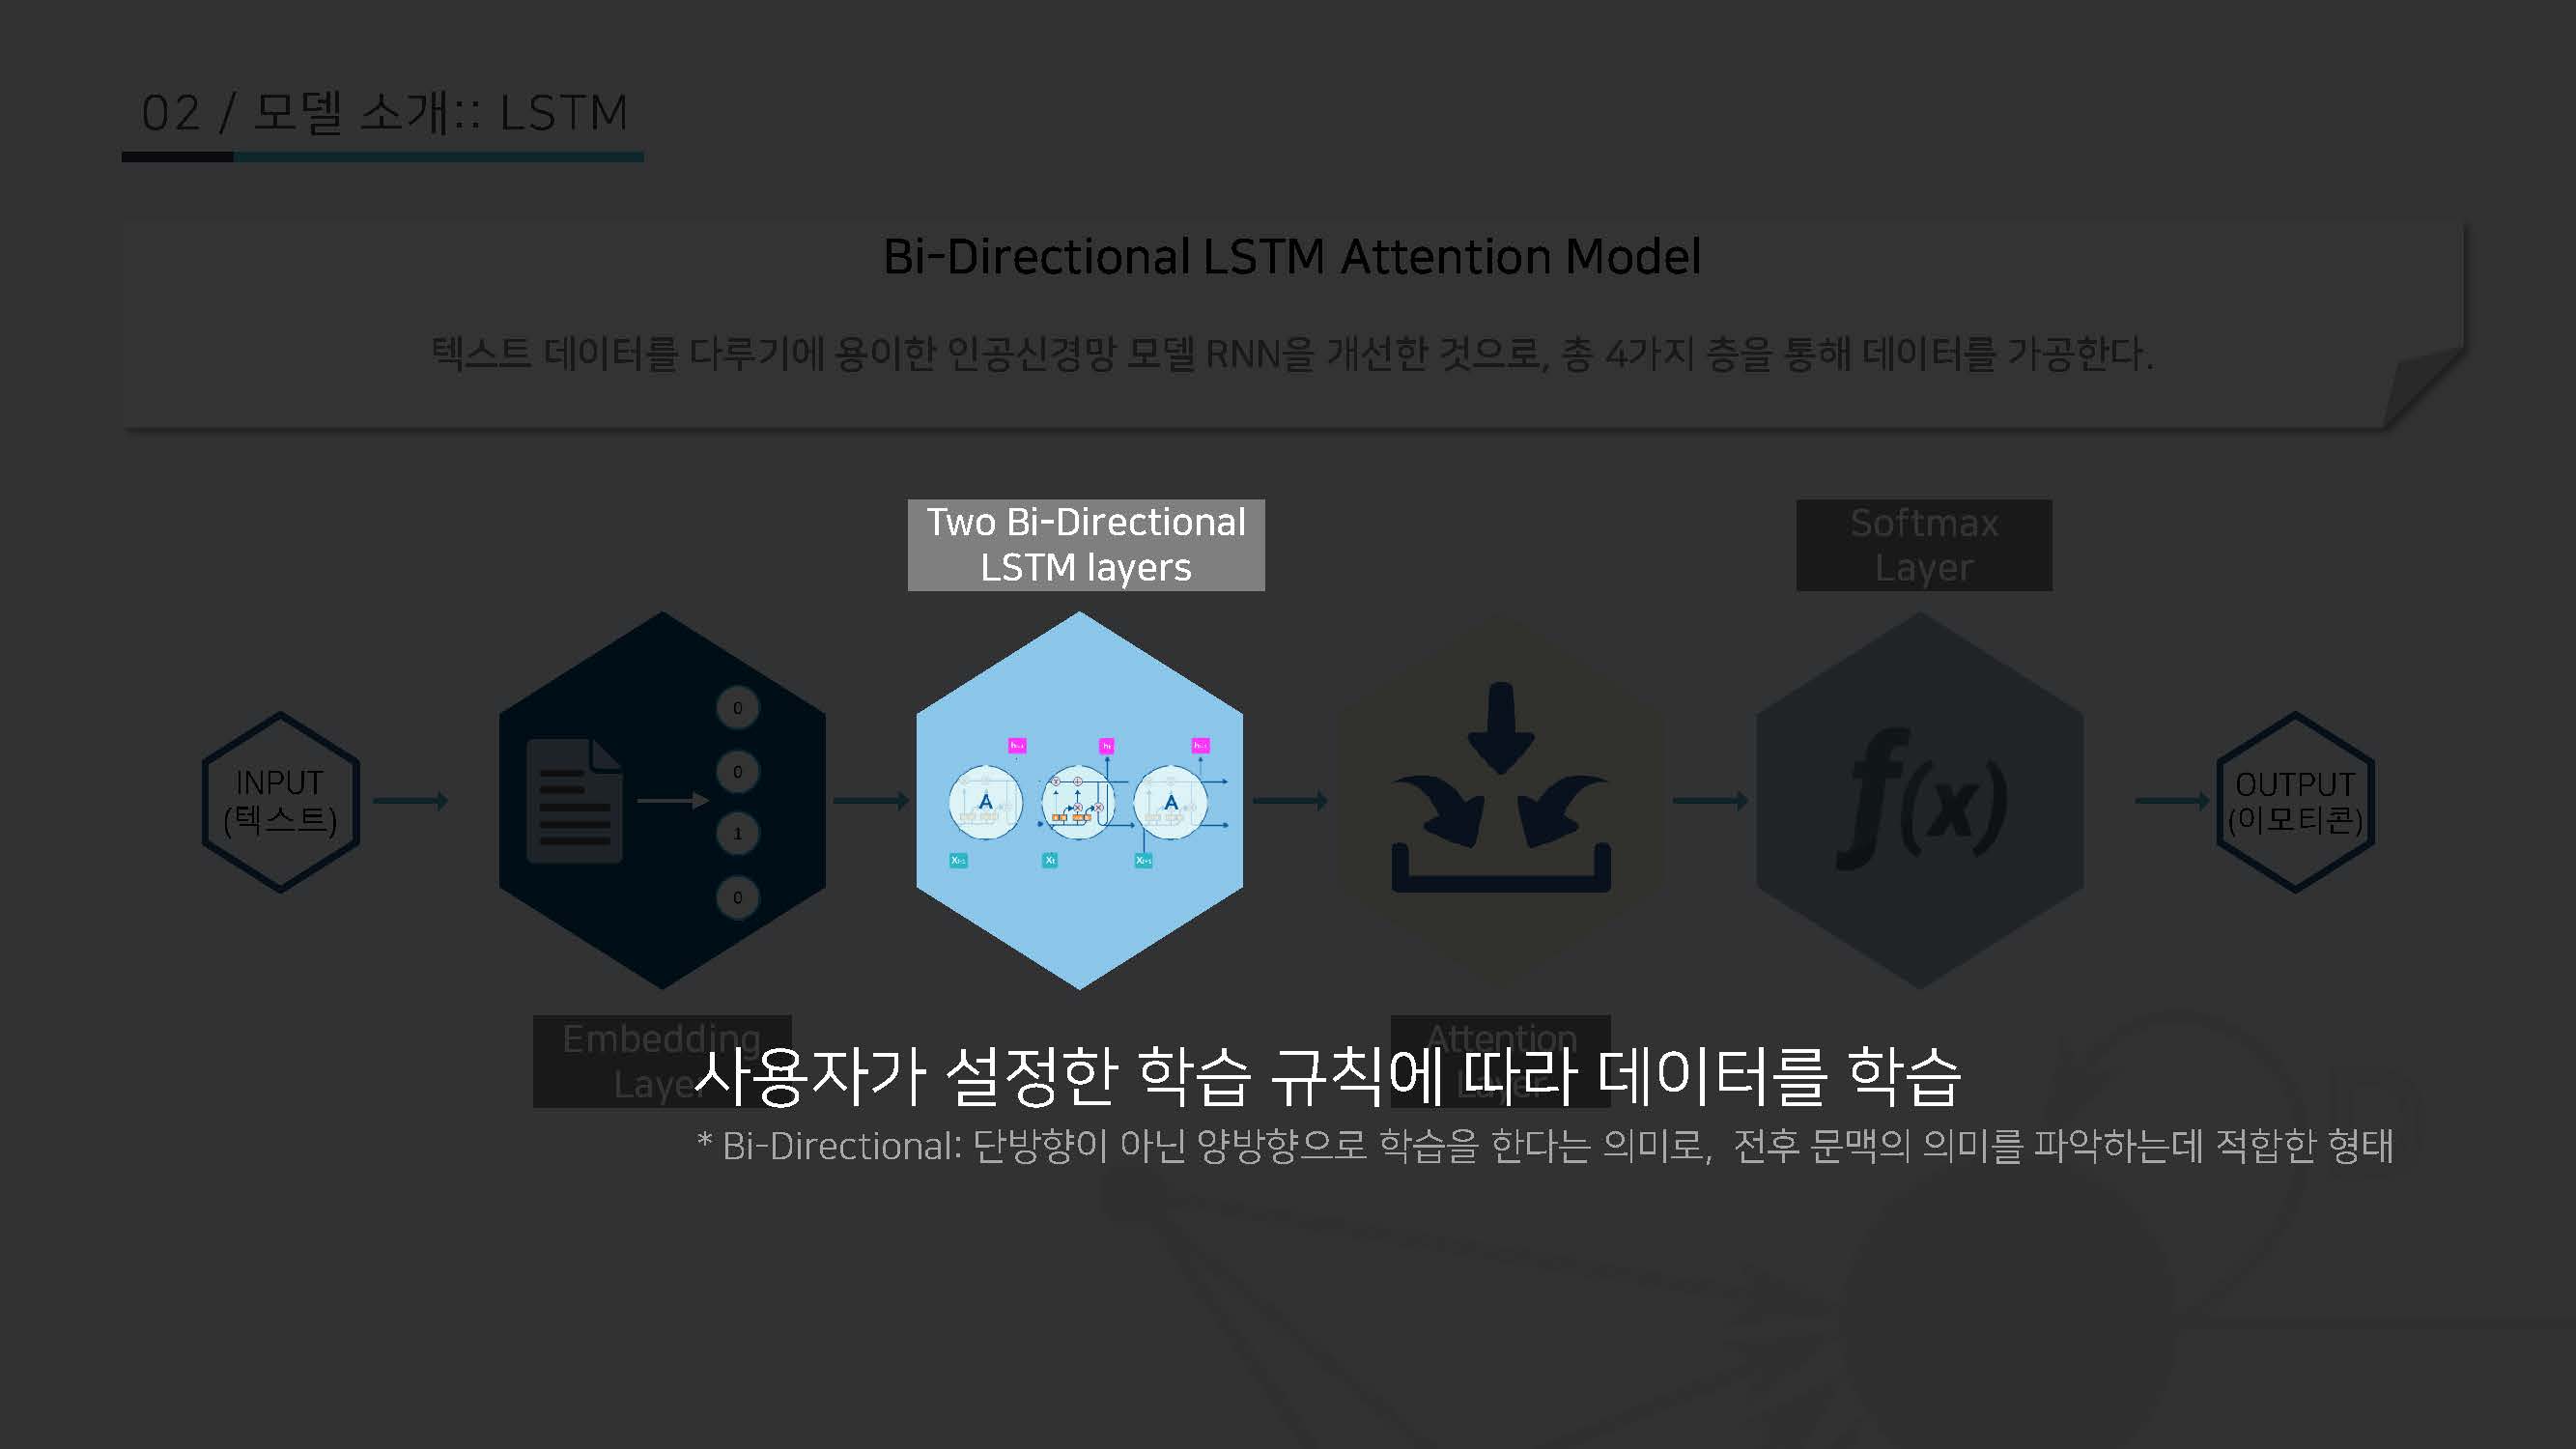 02 / 모델 소개:: LSTM
Bi-Directional LSTM Attention Model
텍스트 데이터를 다루기에 용이한 인공신경망 모델 RNN을 개선한 것으로, 총 4가지 층을 통해 데이터를 가공한다.
Two Bi-Directional
LSTM layers
Softmax
Layer
INPUT
(텍스트)
0
0
1
0
A
A
f(x)
OUTPUT
(이모티콘)
Embedding
Layer
Attention
Layer
사용자가 설정한 학습 규칙에 따라 데이터를 학습
* Bi-Directional: 단방향이 아닌 양방향으로 학습을 한다는 의미로, 전후 문맥의 의미를 파악하는데 적합한 형태